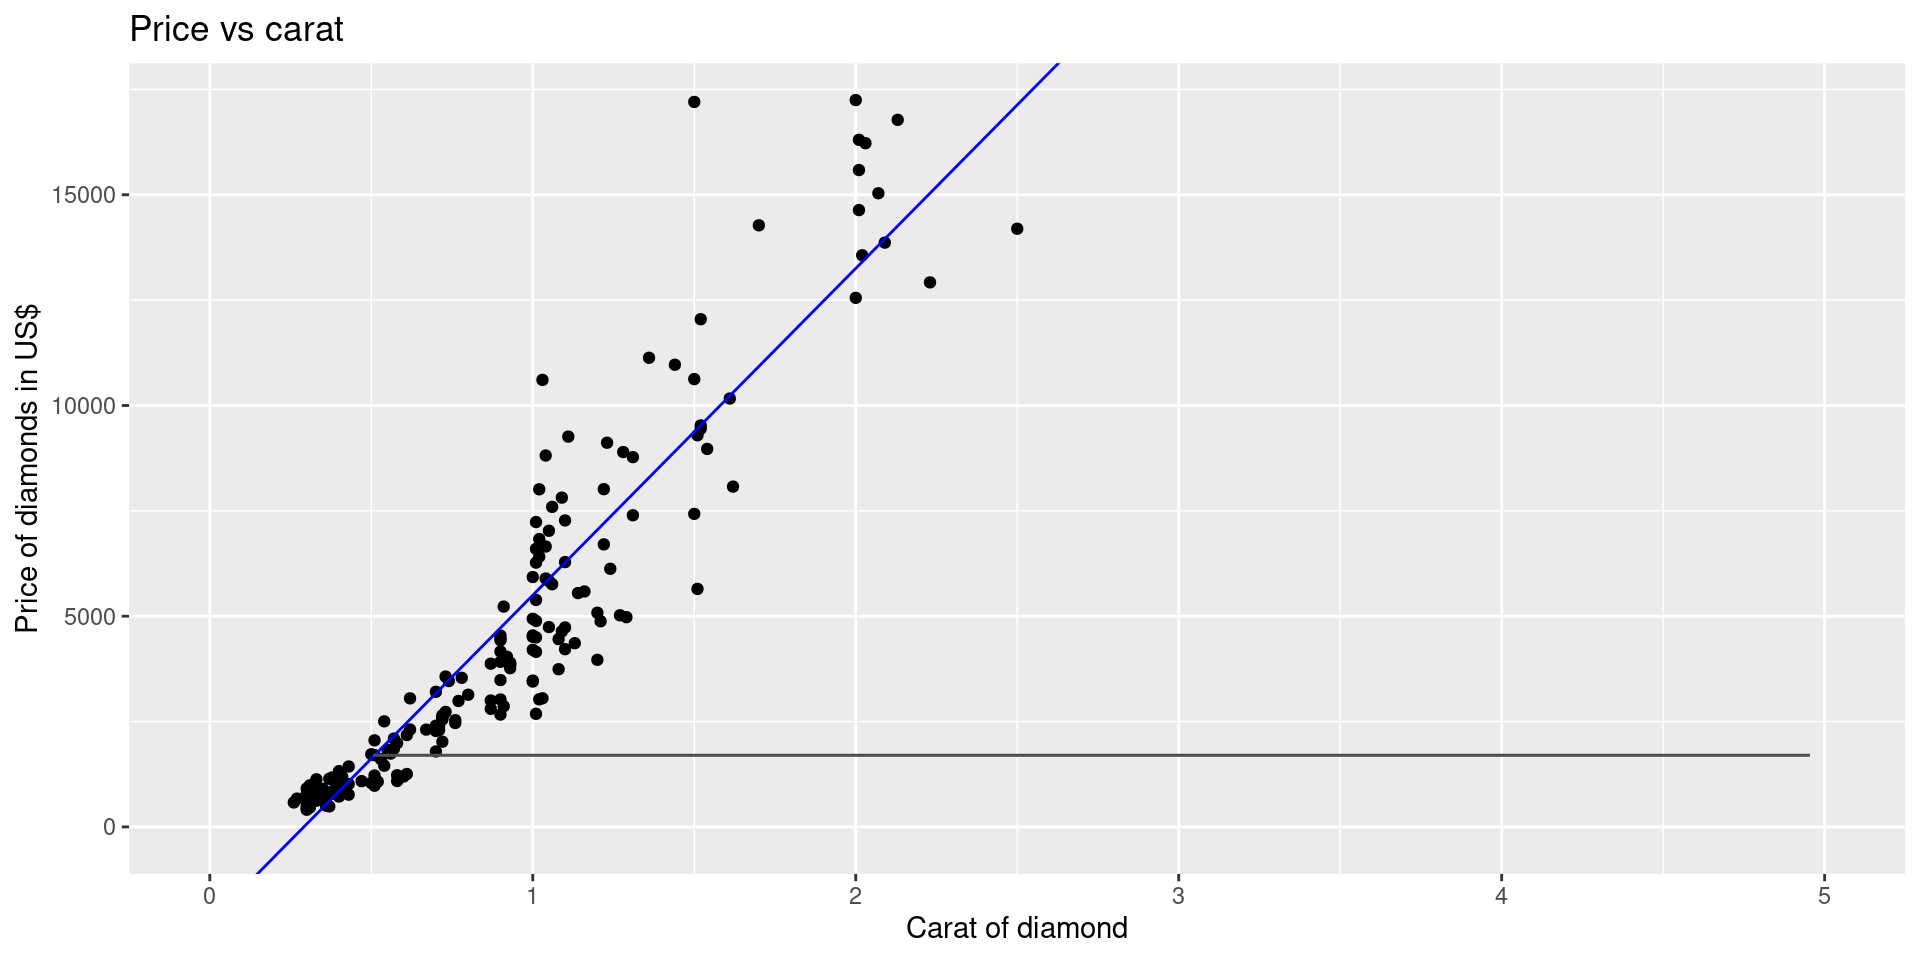 Price vs carat
Price of diamonds in US$
15000
10000
5000
0
0 1 2 3 4 5
Carat of diamond